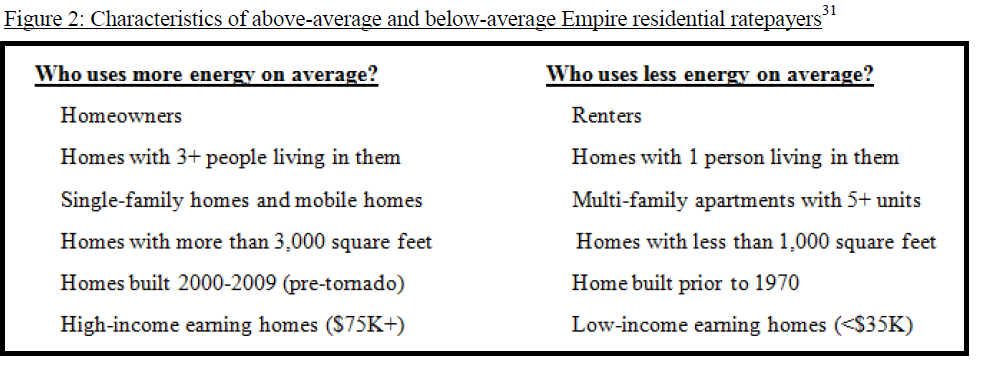 Figure 2: Characteristics of above-average and below-average Empire residential ratepayers31
Who uses more energy on average?
Homeowners
Homes with 3+ people living in them
Single-family homes and mobile homes
Homes with more than 3,000 square feet
Homes built 2000-2009 (pre-tornado)
High-income earning homes ($75K+)
Who uses less energy on average?
Renters
Homes with 1 person living in them
Multi-family apartments with 5+ units
Homes with less than 1,000 square feet
Home built prior to 1970
Low-income earning homes (<$35K)